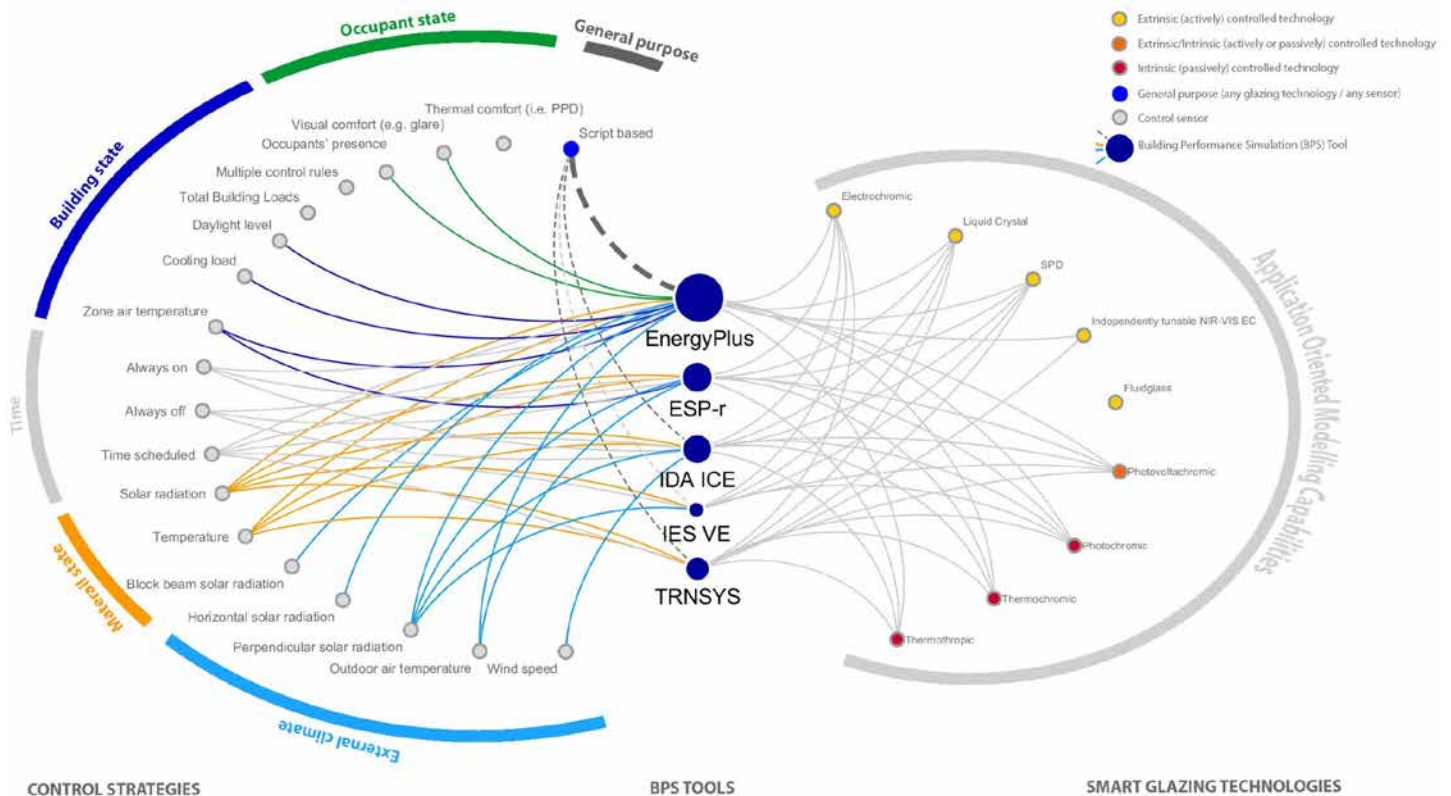 Occupant state
General purpose
Building state
Time
Materail state
External climate
Thermal comfort (i.e. PPD)
Visual comfort (e.g. glare)
Script based
Occupants' presence
Multiple control rules
Total Building Loads
Daylight level
Cooling load
Zone air temperature
Always on
Always off
Time scheduled
Solar radiation
Temperature
Block beam solar radiation
Horizontal solar radiation
Perpendicular solar radiation
Outdoor air temperature
Wind speed
EnergyPlus
ESP-r
IDA ICE
IES VE
TRNSYS
Extrinsic (actively) controlled technology
Extrinsic/Intrinsic (actively or passively) controlled technology
Intrinsic (passively) controlled technology
General purpose (any glazing technology / any sensor)
Control sensor
Building Performance Simulation (BPS) Tool
Electrochromic
Liquid Crystal
SPD
Independently tunable NIR-VIS EC
Fluidglass
Photovoltachromic
Photochromic
Thermochromic
Thermothropic
Application Oriented Modelling Capabilities
CONTROL STRATEGIES
BPS TOOLS
SMART GLAZING TECHNOLOGIES